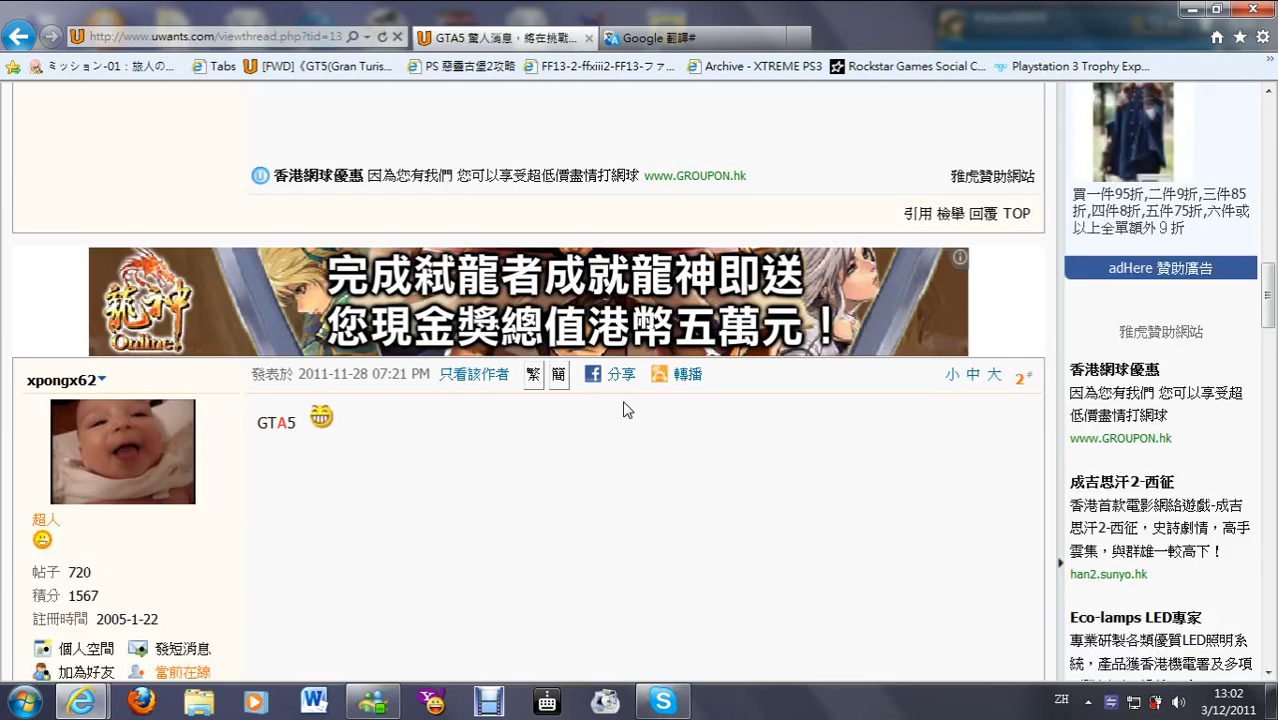 http://www.uwants.com/viewthread.php?tid=13
GTA5 驚人消息，將在挑戰...
Google 翻譯#
ミッション-01：旅人の...
Tabs
[FWD]《GT5(Gran Turis...
PS 惡靈古堡2攻略
FF13-2-ffxiii2-FF13-ファ...
Archive - XTREME PS3
Rockstar Games Social C...
Playstation 3 Trophy Exp...
香港網球優惠 因為您有我們 您可以享受超低價盡情打網球 www.GROUPON.hk
雅虎贊助網站
引用 檢舉 回覆 TOP
龍神
Online!
完成弒龍者成就龍神即送
您現金獎總值港幣五萬元！
xpongx62
發表於 2011-11-28 07:21 PM 只看該作者 繁 簡 分享 轉播
小 中 大 2#
GTA5
超人
帖子 720
積分 1567
註冊時間 2005-1-22
個人空間 發短消息
加為好友 當前在線
買一件95折,二件9折,三件85
折,四件8折,五件75折,六件或
以上全單額外９折
adHere 贊助廣告
雅虎贊助網站
香港網球優惠
因為您有我們 您可以享受超
低價盡情打網球
www.GROUPON.hk
成吉思汗2-西征
香港首款電影網絡遊戲-成吉
思汗2-西征，史詩劇情，高手
雲集，與群雄一較高下！
han2.sunyo.hk
Eco-lamps LED專家
專業研製各類優質LED照明系
統，產品獲香港機電署及多項
ZH
13:02
3/12/2011